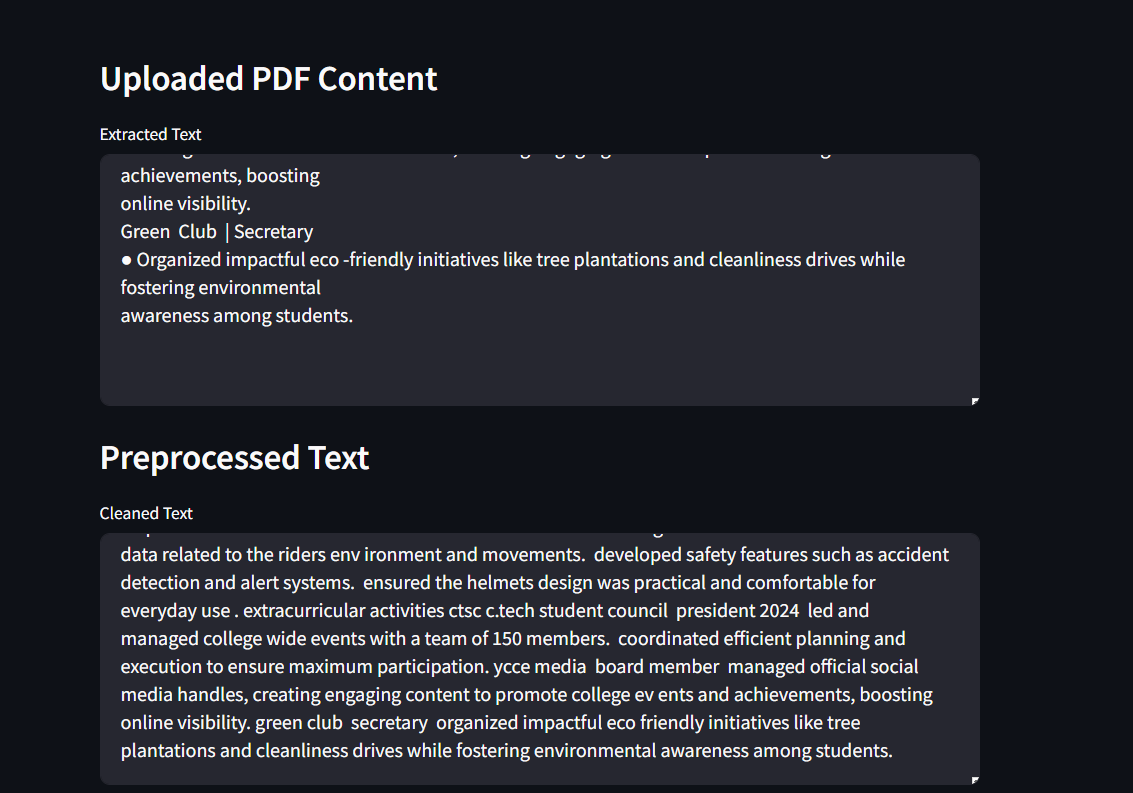 Uploaded PDF Content
Extracted Text
achievements, boosting
online visibility.
Green  Club  | Secretary
● Organized impactful eco -friendly initiatives like tree plantations and cleanliness drives while
fostering environmental
awareness among students.
Preprocessed Text
Cleaned Text
data related to the riders env ironment and movements.  developed safety features such as accident
detection and alert systems.  ensured the helmets design was practical and comfortable for
everyday use . extracurricular activities ctsc c.tech student council  president 2024  led and
managed college wide events with a team of 150 members.  coordinated efficient planning and
execution to ensure maximum participation. ycce media  board member  managed official social
media handles, creating engaging content to promote college ev ents and achievements, boosting
online visibility. green club  secretary  organized impactful eco friendly initiatives like tree
plantations and cleanliness drives while fostering environmental awareness among students.